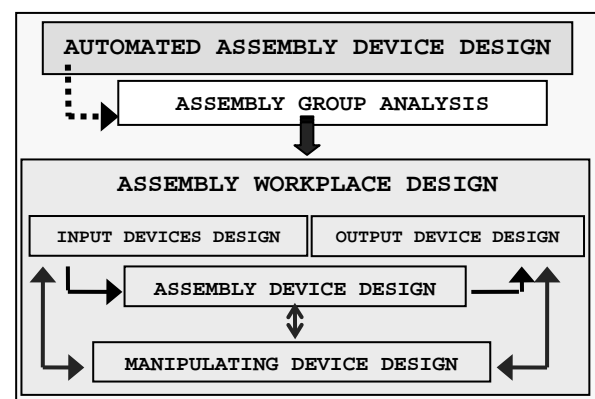 AUTOMATED ASSEMBLY DEVICE DESIGN
ASSEMBLY GROUP ANALYSIS
ASSEMBLY WORKPLACE DESIGN
INPUT DEVICES DESIGN
OUTPUT DEVICE DESIGN
ASSEMBLY DEVICE DESIGN
MANIPULATING DEVICE DESIGN